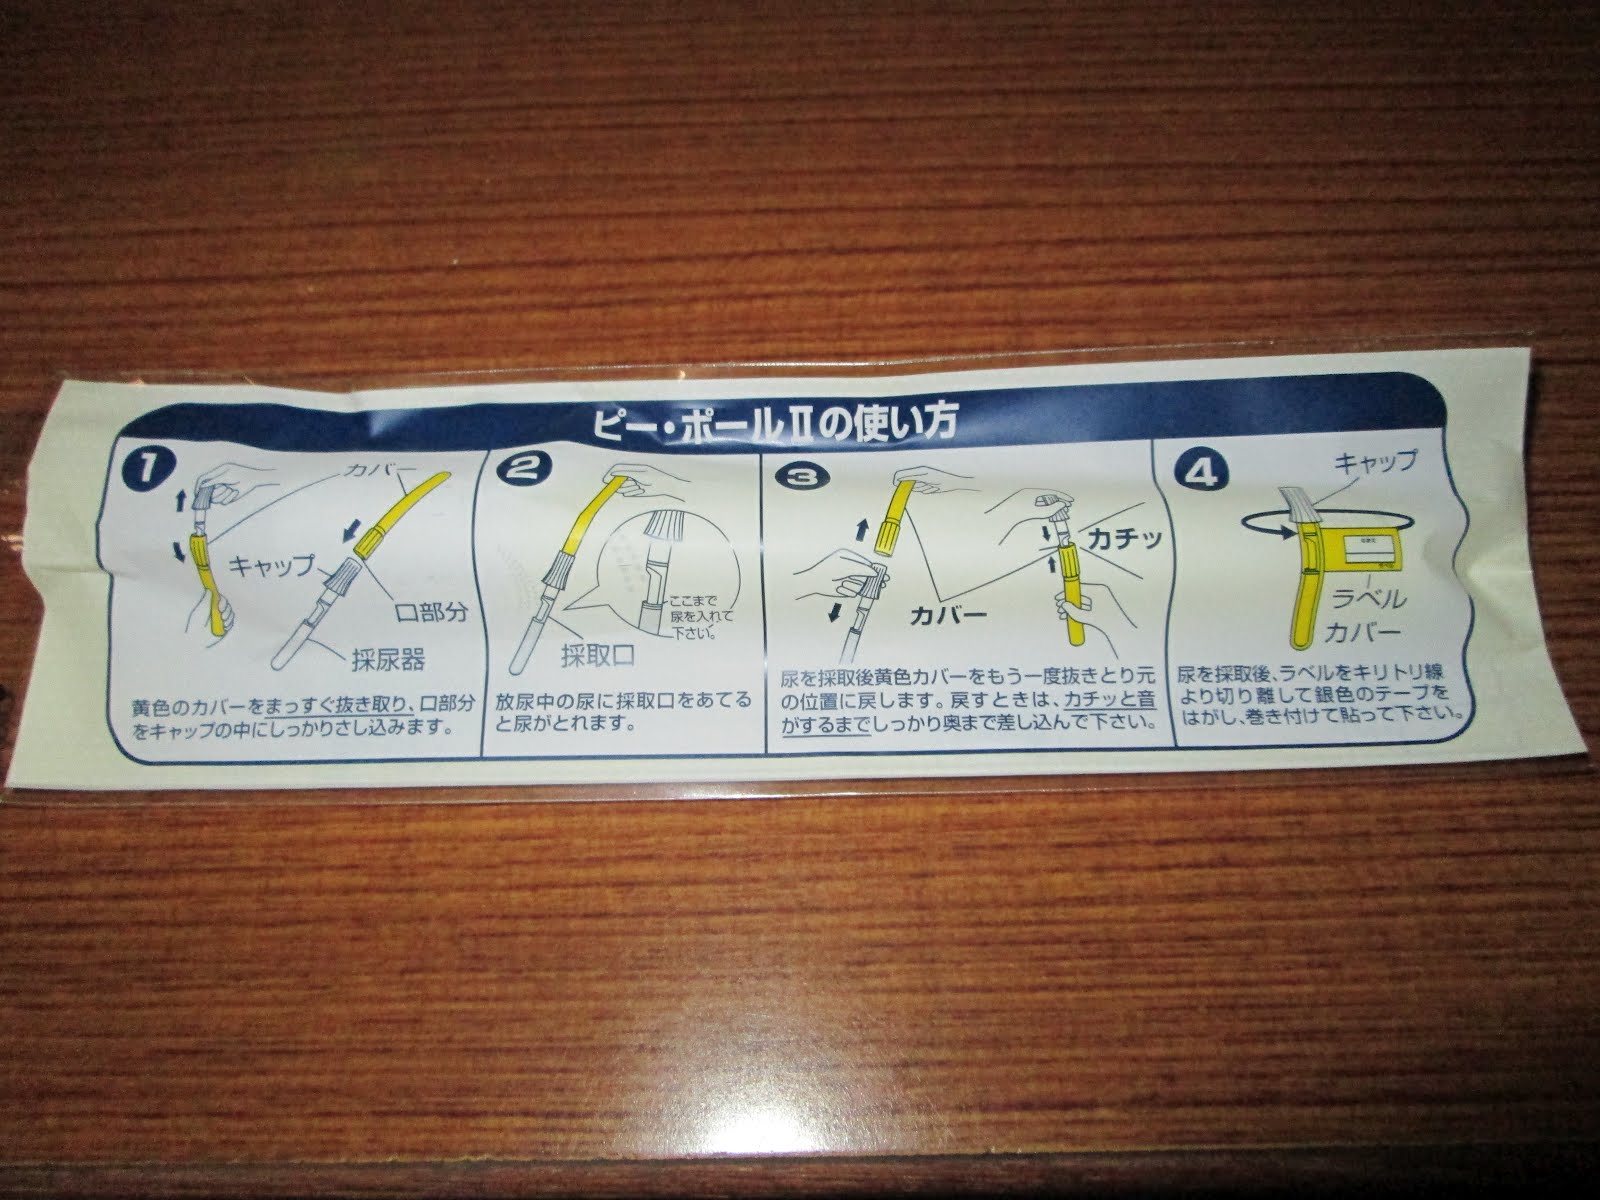 ピー・ポールⅡの使い方
1
カバー
キャップ
口部分
採尿器
黄色のカバーをまっすぐ抜き取り、口部分
をキャップの中にしっかりさし込みます。
2
ここまで
尿を入れて
下さい。
採取口
放尿中の尿に採取口をあてる
と尿がとれます。
3
カチッ
カバー
尿を採取後黄色カバーをもう一度抜きとり元
の位置に戻します。戻すときは、カチッと音
がするまでしっかり奥まで差し込んで下さい。
4
キャップ
ラベル
カバー
尿を採取後、ラベルをキリトリ線
より切り離して銀色のテープを
はがし、巻き付けて貼って下さい。